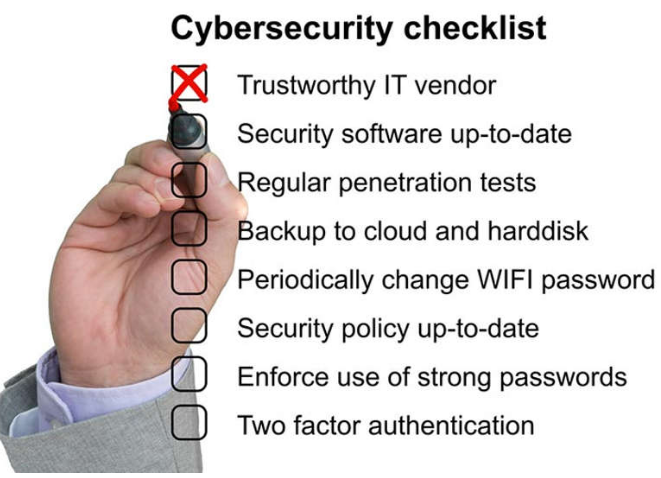 Cybersecurity checklist
Trustworthy IT vendor
Security software up-to-date
Regular penetration tests
Backup to cloud and harddisk
Periodically change WIFI password
Security policy up-to-date
Enforce use of strong passwords
Two factor authentication